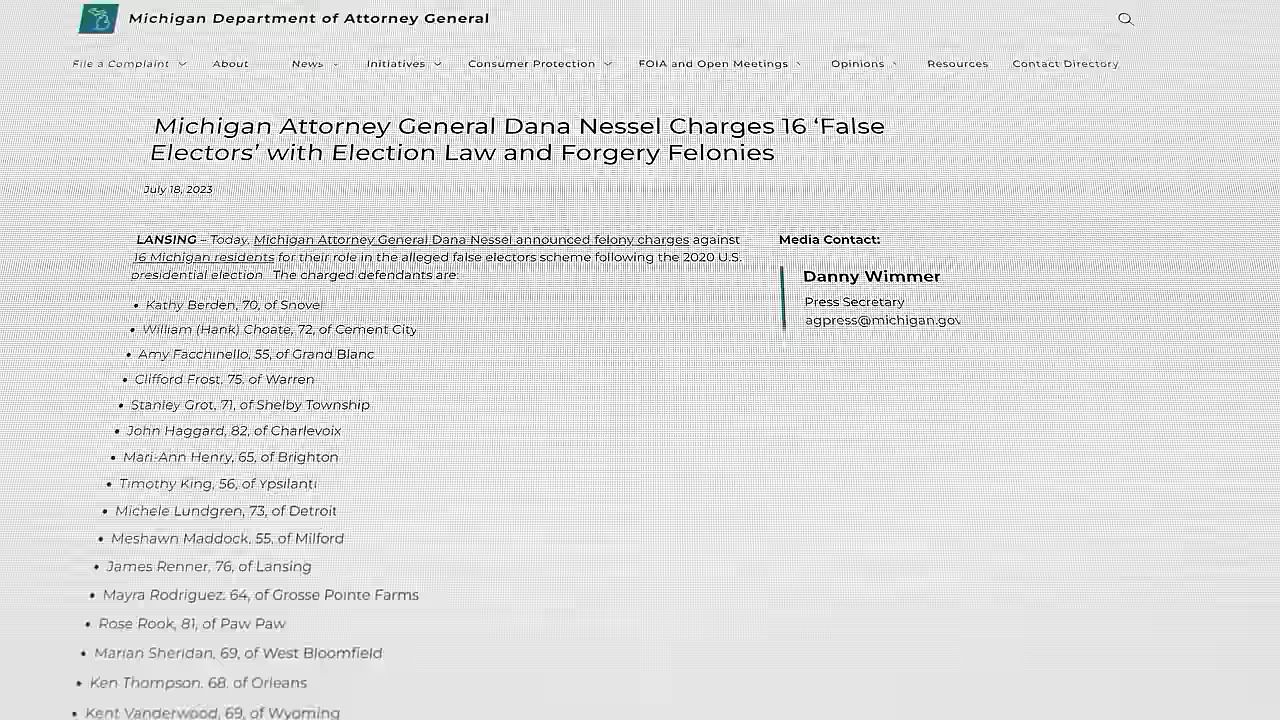 Michigan Department of Attorney General
File a Complaint About News Initiatives Consumer Protection FOIA and Open Meetings Opinions Resources Contact Directory
Michigan Attorney General Dana Nessel Charges 16 ‘False
Electors’ with Election Law and Forgery Felonies
July 18, 2023
LANSING – Today, Michigan Attorney General Dana Nessel announced felony charges against
16 Michigan residents for their role in the alleged false electors scheme following the 2020 U.S.
presidential election. The charged defendants are:
• Kathy Berden, 70, of Snover
• William (Hank) Choate, 72, of Cement City
• Amy Facchinello, 55, of Grand Blanc
• Clifford Frost, 75, of Warren
• Stanley Grot, 71, of Shelby Township
• John Haggard, 82, of Charlevoix
• Mari-Ann Henry, 65, of Brighton
• Timothy King, 56, of Ypsilanti
• Michele Lundgren, 73, of Detroit
• Meshawn Maddock, 55, of Milford
• James Renner, 76, of Lansing
• Mayra Rodriguez, 64, of Grosse Pointe Farms
• Rose Rook, 81, of Paw Paw
• Marian Sheridan, 69, of West Bloomfield
• Ken Thompson, 68, of Orleans
• Kent Vanderwood, 69, of Wyoming
Media Contact:
Danny Wimmer
Press Secretary
agpress@michigan.gov